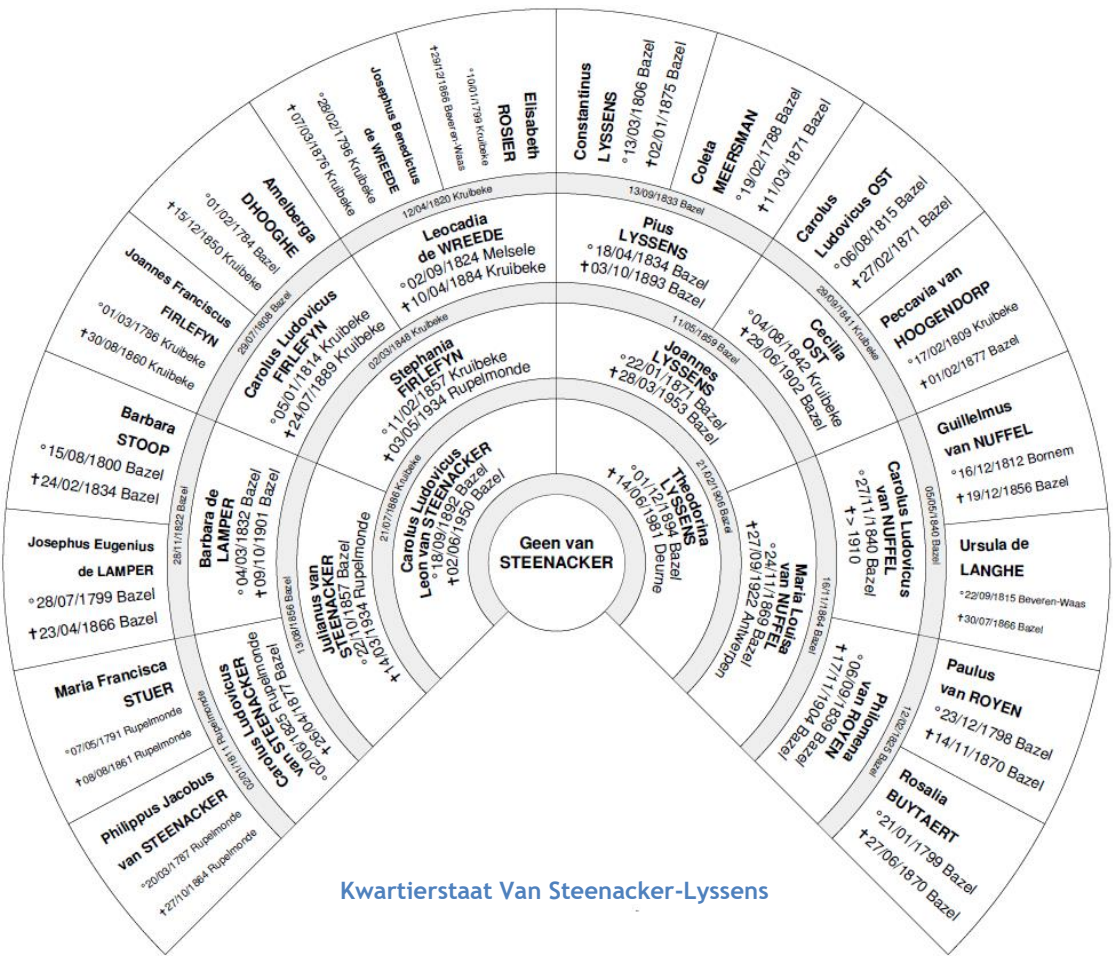 Geen van
STEENACKER
Carolus Ludovicus
Leon van STEENACKER
°18/09/1892 Bazel
✝02/06/1950 Bazel
21/02/1906 Bazel
Theodorina
LYSSENS
°01/12/1894 Bazel
✝14/06/1981 Deurne
Julianus van
STEENACKER
°22/10/1857 Bazel
✝14/03/1934 Rupelmonde
21/07/1886 Kruibeke
Stephania
FIRLEFYN
°11/02/1857 Kruibeke
✝03/05/1934 Rupelmonde
Joannes
LYSSENS
°22/01/1871 Bazel
✝28/03/1953 Bazel
Maria Louisa
van NUFFEL
°24/11/1869 Bazel
✝27/09/1922 Antwerpen
Carolus Ludovicus
van STEENACKER
°02/06/1825 Rupelmonde
✝26/04/1877 Bazel
13/08/1856 Bazel
Barbara de
LAMPER
°04/03/1832 Bazel
✝09/10/1901 Bazel
Carolus Ludovicus
FIRLEFYN
°05/01/1814 Kruibeke
✝24/07/1889 Kruibeke
02/03/1848 Kruibeke
Leocadia
de WREEDE
°02/09/1824 Melsele
✝10/04/1884 Kruibeke
Pius
LYSSENS
°18/04/1834 Bazel
✝03/10/1893 Bazel
11/05/1859 Bazel
Cecilia
OST
°04/08/1842 Kruibeke
✝29/06/1902 Bazel
Carolus Ludovicus
van NUFFEL
°27/11/1840 Bazel
✝> 1910
16/11/1864 Bazel
Philomena
van ROYEN
°06/09/1839 Bazel
✝17/11/1904 Bazel
Philippus Jacobus
van STEENACKER
°20/03/1787 Rupelmonde
✝27/10/1864 Rupelmonde
02/01/1811 Rupelmonde
Maria Francisca
STUER
°07/05/1791 Rupelmonde
✝08/08/1861 Rupelmonde
Josephus Eugenius
de LAMPER
°28/07/1799 Bazel
✝23/04/1866 Bazel
28/11/1822 Bazel
Barbara
STOOP
°15/08/1800 Bazel
✝24/02/1834 Bazel
Joannes Franciscus
FIRLEFYN
°01/03/1786 Kruibeke
✝30/08/1860 Kruibeke
29/07/1808 Bazel
Amelberga
DHOOGHE
°01/02/1784 Bazel
✝15/12/1850 Kruibeke
Josephus Benedictus
de WREEDE
°28/02/1796 Kruibeke
✝07/03/1876 Kruibeke
12/04/1820 Kruibeke
Elisabeth
ROSIER
°10/01/1799 Kruibeke
✝29/12/1866 Beveren-Waas
Constantinus
LYSSENS
°13/03/1806 Bazel
✝02/01/1875 Bazel
13/09/1833 Bazel
Coleta
MEERSMAN
°19/02/1788 Bazel
✝11/03/1871 Bazel
Carolus
Ludovicus OST
°06/08/1815 Bazel
✝27/02/1871 Bazel
29/09/1841 Kruibeke
Peccavia van
HOOGENDORP
°17/02/1809 Kruibeke
✝01/02/1877 Bazel
Guillelmus
van NUFFEL
°16/12/1812 Bornem
✝19/12/1856 Bazel
05/05/1840 Bazel
Ursula de
LANGHE
°22/09/1815 Beveren-Waas
✝30/07/1866 Bazel
Paulus
van ROYEN
°23/12/1798 Bazel
✝14/11/1870 Bazel
12/02/1825 Bazel
Rosalia
BUYTAERT
°21/01/1799 Bazel
✝27/06/1870 Bazel
Kwartierstaat Van Steenacker-Lyssens